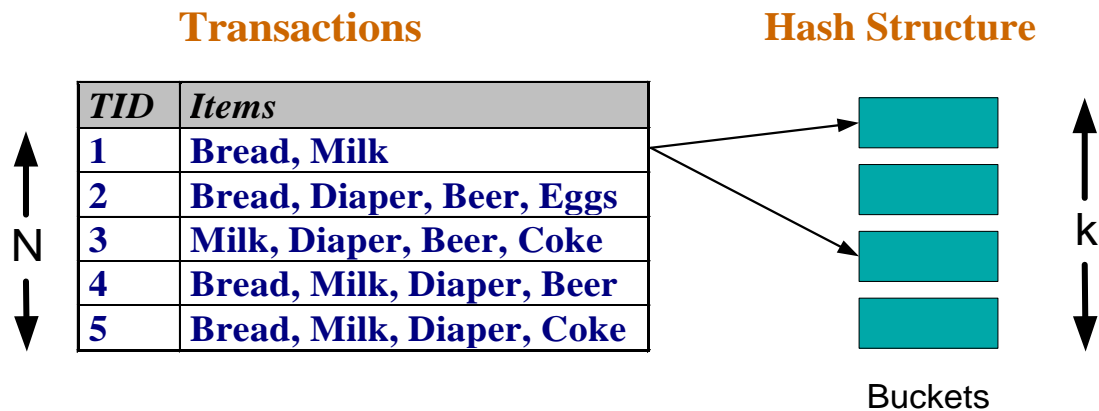 Transactions
Hash Structure
TID Items
1 Bread, Milk
2 Bread, Diaper, Beer, Eggs
3 Milk, Diaper, Beer, Coke
4 Bread, Milk, Diaper, Beer
5 Bread, Milk, Diaper, Coke
N
k
Buckets